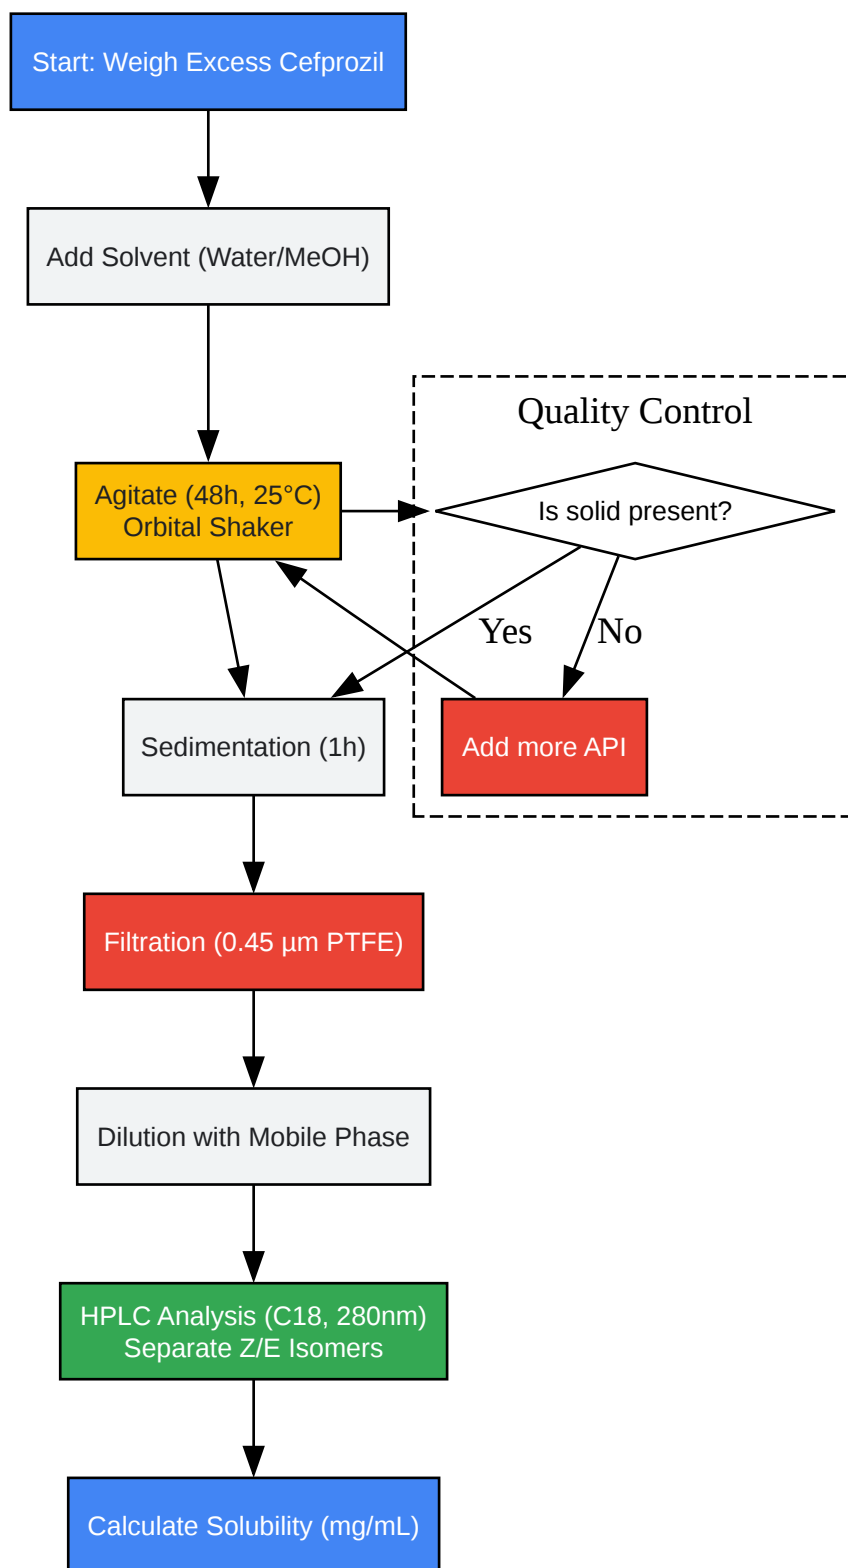 Start: Weigh Excess Cefprozil
Add Solvent (Water/MeOH)
Quality Control
Agitate (48h, 25°C)
Orbital Shaker
Is solid present?
Yes
No
Sedimentation (1h)
Add more API
Filtration (0.45 µm PTFE)
Dilution with Mobile Phase
HPLC Analysis (C18, 280nm)
Separate Z/E Isomers
Calculate Solubility (mg/mL)